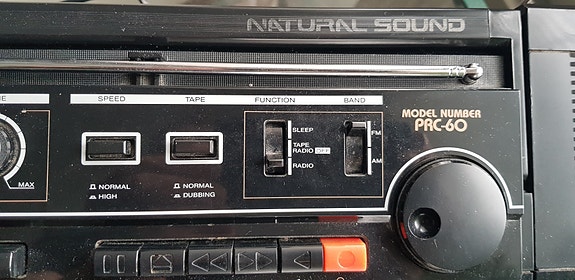 NATURAL SOUND
SPEED
TAPE
FUNCTION
BAND
MODEL NUMBER
PRC-60
SLEEP
TAPE
RADIO OFF
RADIO
FM
AM
NORMAL
HIGH
NORMAL
DUBBING
MAX